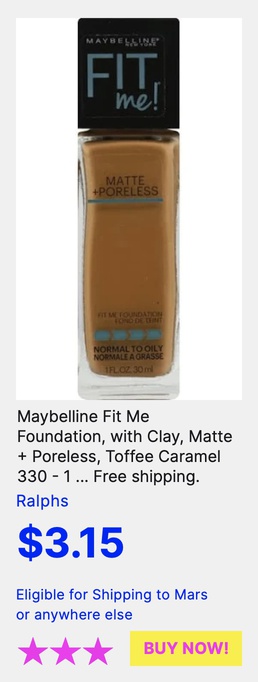 MAYBELLINE®
NEW YORK
FIT
me!
MATTE
+PORELESS
FIT ME FOUNDATION
FOND DE TEINT
NORMAL TO OILY
NORMALE À GRASSE
1 FL. OZ. 30 ml
Maybelline Fit Me
Foundation, with Clay, Matte
+ Poreless, Toffee Caramel
330 - 1 ... Free shipping.
Ralphs
$3.15
Eligible for Shipping to Mars
or anywhere else
BUY NOW!